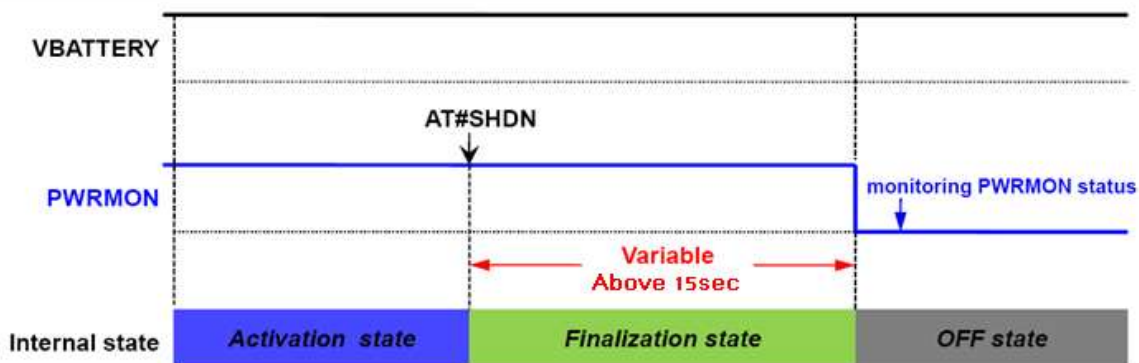 VBATTERY
AT#SHDN
PWRMON
monitoring PWRMON status
Variable
Above 15sec
Internal state
Activation state
Finalization state
OFF state